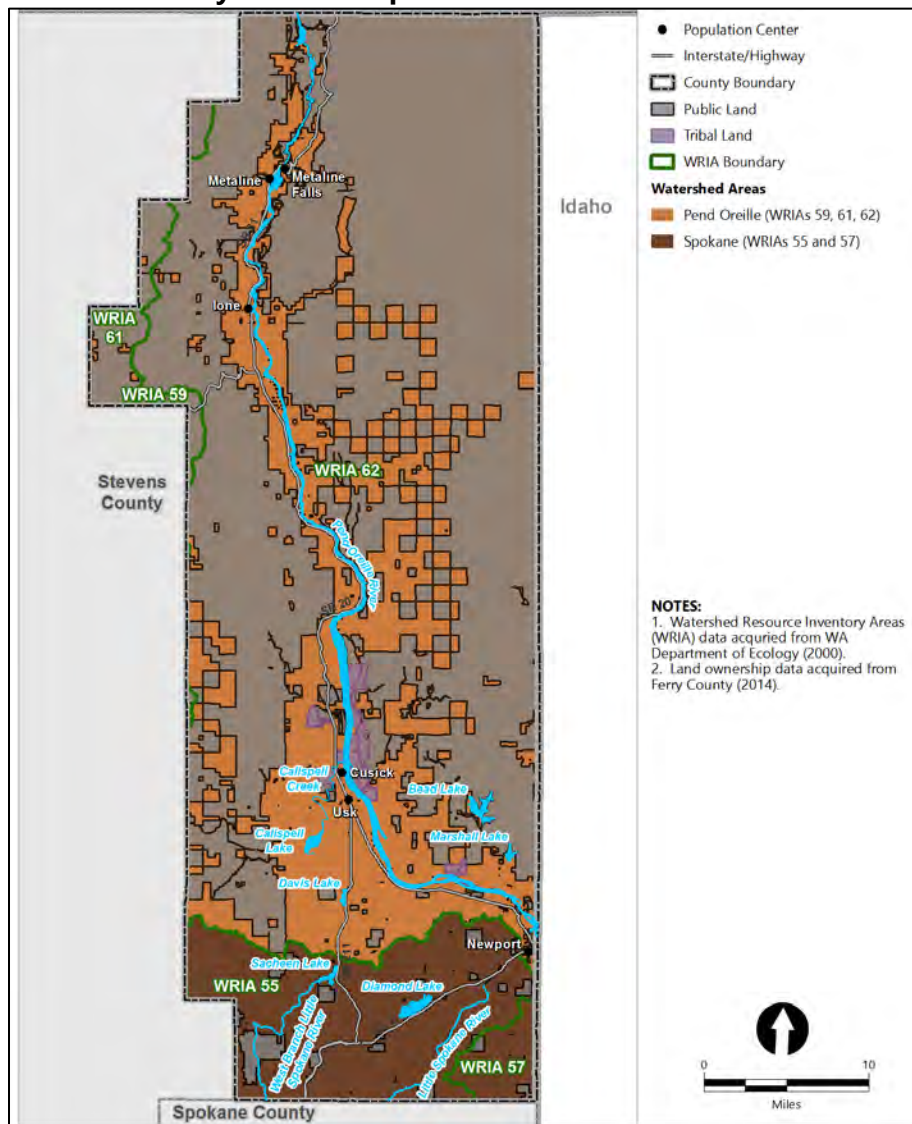 Population Center
Interstate/Highway
County Boundary
Public Land
Tribal Land
WRIA Boundary
Watershed Areas
Pend Oreille (WRIAs 59, 61, 62)
Spokane (WRIAs 55 and 57)
Idaho
Metaline
Metaline
Falls
Ione
WRIA
61
WRIA 59
Stevens
County
WRIA 62
Pend Oreille River
SR 20
NOTES:
1. Watershed Resource Inventory Areas
(WRIA) data acquried from WA
Department of Ecology (2000).
2. Land ownership data acquired from
Ferry County (2014).
Calispell
Creek
Cusick
Usk
Bead Lake
Calispell
Lake
Marshall Lake
Davis Lake
Newport
Sacheen Lake
WRIA 55
Diamond Lake
West Branch Little
Spokane River
Little Spokane River
WRIA 57
Spokane County
0
10
Miles